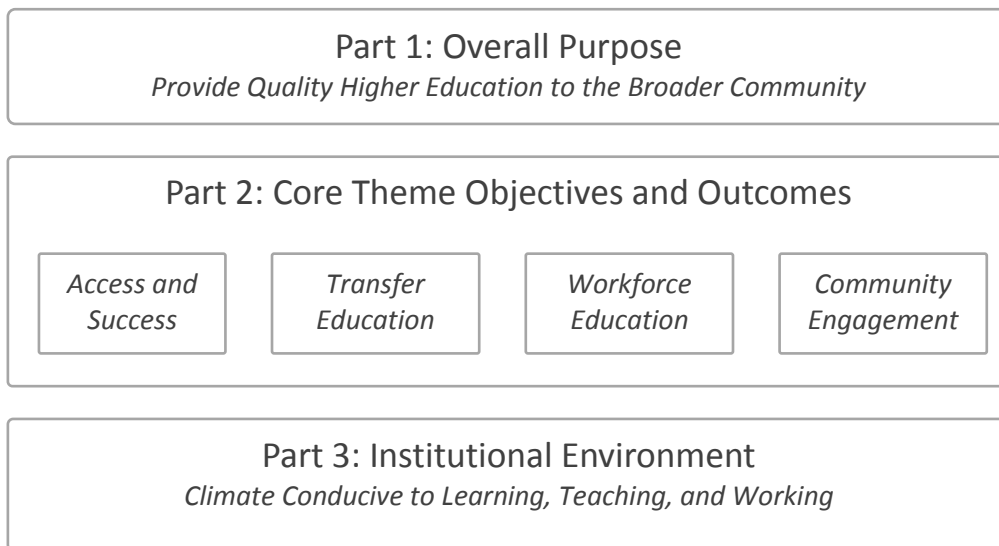 Part 1: Overall Purpose
Provide Quality Higher Education to the Broader Community
Part 2: Core Theme Objectives and Outcomes
Access and
Success
Transfer
Education
Workforce
Education
Community
Engagement
Part 3: Institutional Environment
Climate Conducive to Learning, Teaching, and Working